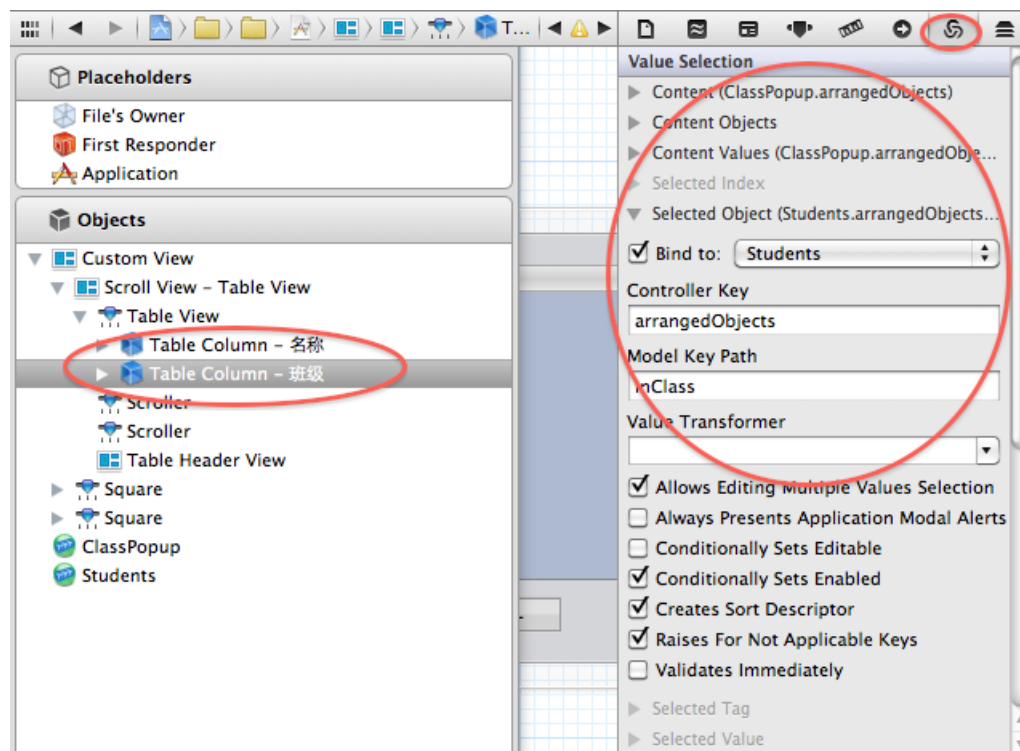 T...
Placeholders
File's Owner
First Responder
Application
Objects
Custom View
Scroll View - Table View
Table View
Table Column - 名称
Table Column - 班级
Scroller
Scroller
Table Header View
Square
Square
ClassPopup
Students
Value Selection
Content (ClassPopup.arrangedObjects)
Content Objects
Content Values (ClassPopup.arrangedObje...
Selected Index
Selected Object (Students.arrangedObjects...
Bind to: Students
Controller Key
arrangedObjects
Model Key Path
inClass
Value Transformer
Allows Editing Multiple Values Selection
Always Presents Application Modal Alerts
Conditionally Sets Editable
Conditionally Sets Enabled
Creates Sort Descriptor
Raises For Not Applicable Keys
Validates Immediately
Selected Tag
Selected Value